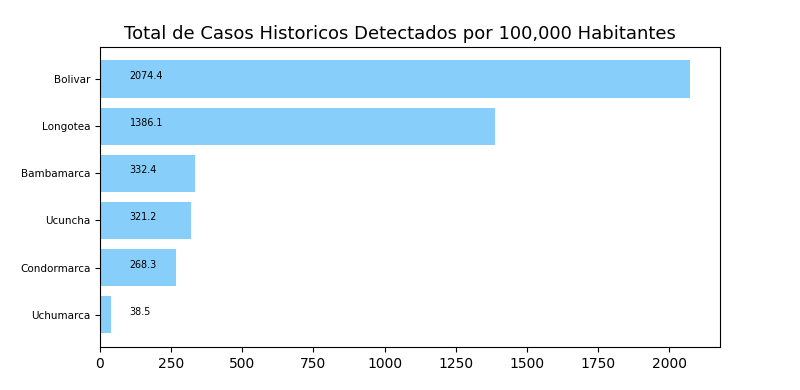 Total de Casos Historicos Detectados por 100,000 Habitantes
Bolivar 2074.4
Longotea 1386.1
Bambamarca 332.4
Ucuncha 321.2
Condormarca 268.3
Uchumarca 38.5
0 250 500 750 1000 1250 1500 1750 2000